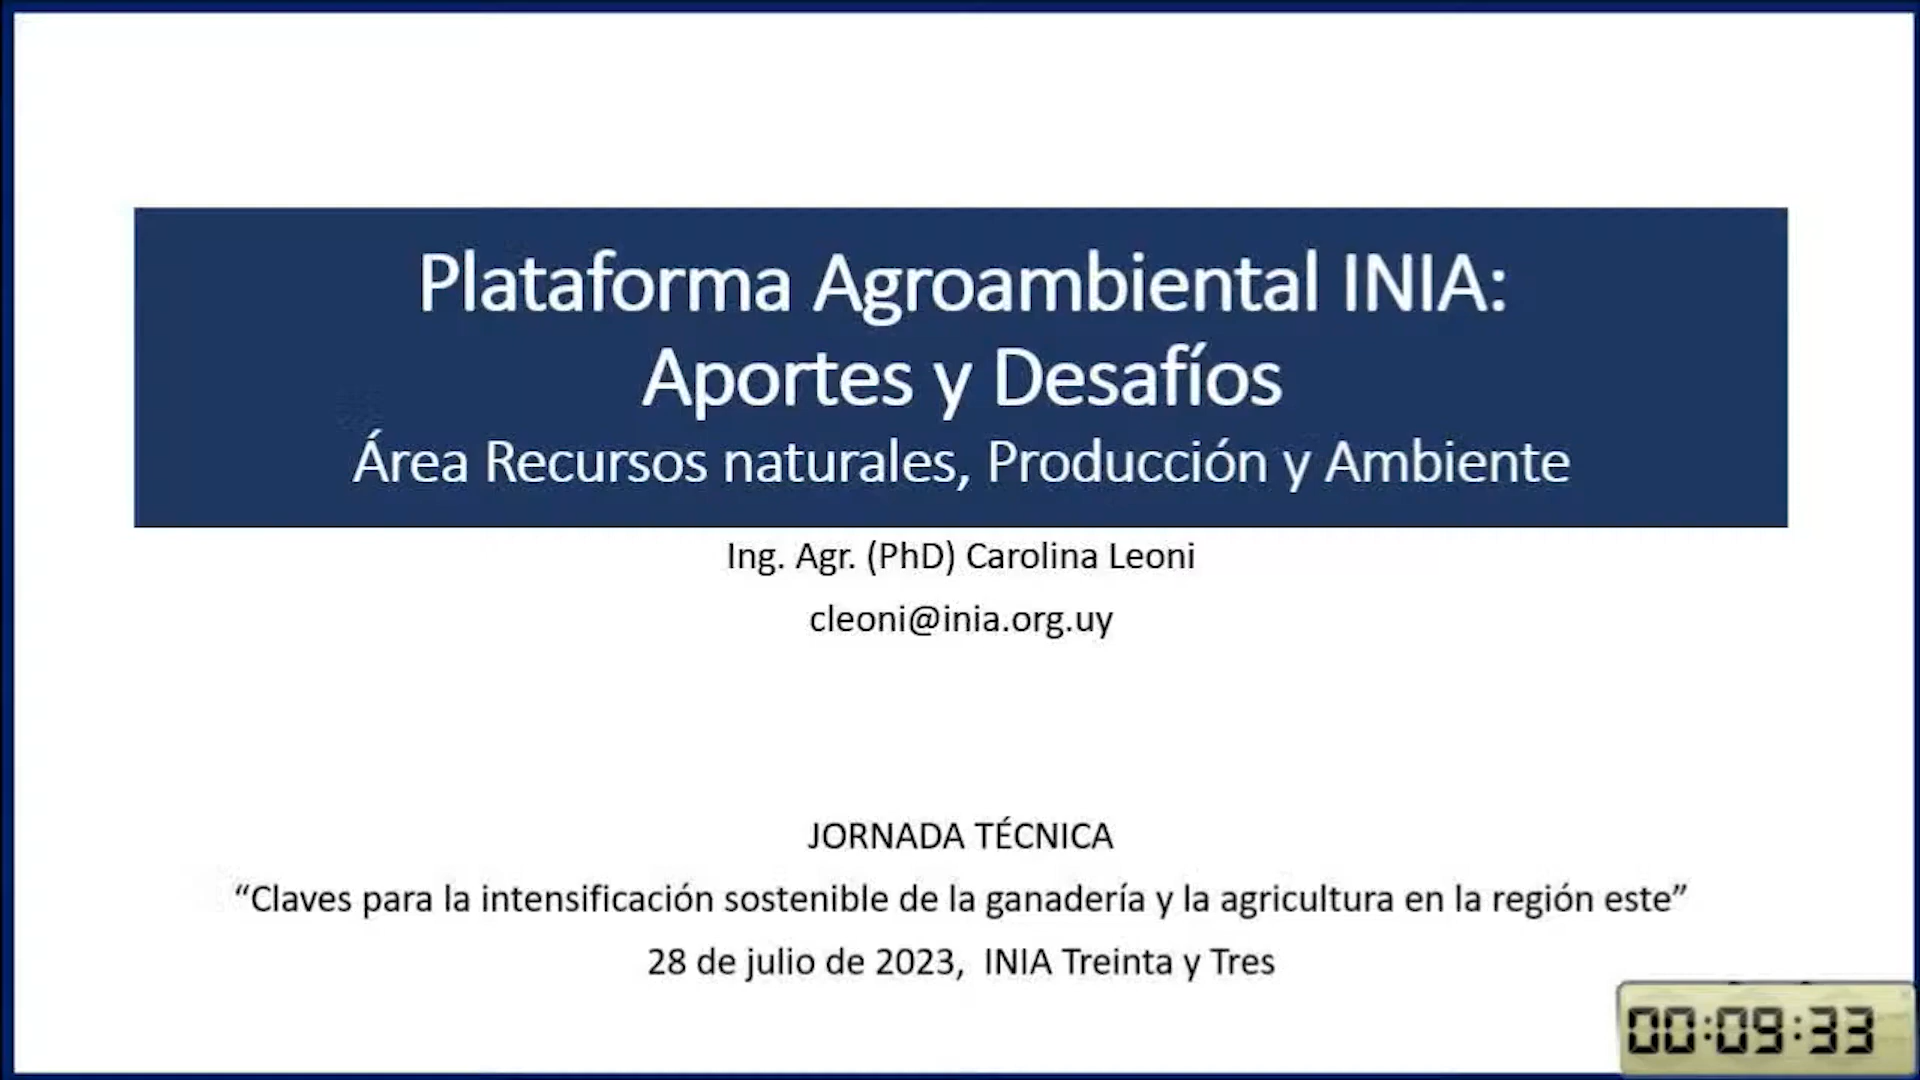 Plataforma Agroambiental INIA:
Aportes y Desafíos
Área Recursos naturales, Producción y Ambiente
Ing. Agr. (PhD) Carolina Leoni
cleoni@inia.org.uy
JORNADA TÉCNICA
“Claves para la intensificación sostenible de la ganadería y la agricultura en la región este”
28 de julio de 2023, INIA Treinta y Tres
00:09:33